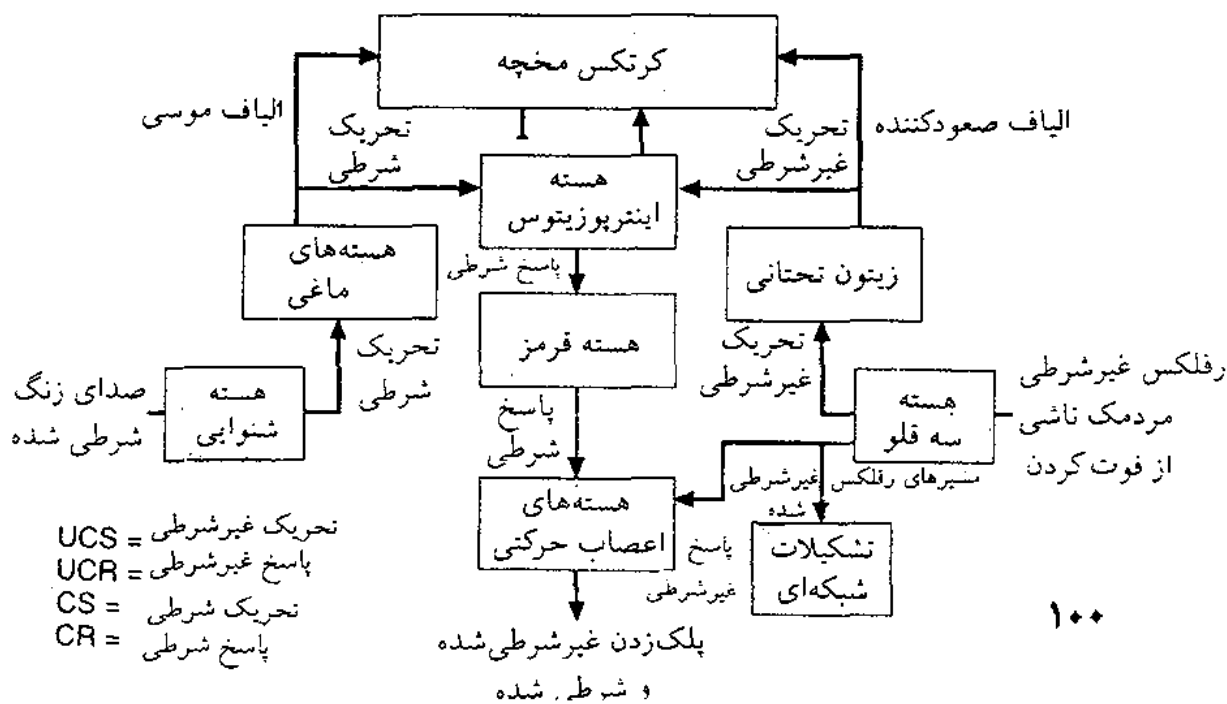 کرتکس مخچه
الیاف صعودکننده
الیاف موسی
تحریک
غیرشرطی
تحریک
شرطی
هسته
اینترپوزیتوس
زیتون تحتانی
هسته‌های
ماغی
پاسخ شرطی
هسته قرمز
تحریک
غیرشرطی
تحریک
شرطی
رفلکس غیرشرطی
مردمک ناشی
از فوت کردن
هسته
سه قلو
هسته
شنوایی
صدای زنگ
شرطی شده
پاسخ
شرطی
مسیرهای رفلکس غیرشرطی
شده
هسته‌های
اعصاب حرکتی
تشکیلات
شبکه‌ای
پاسخ
غیرشرطی
UCS = تحریک غیرشرطی
UCR = پاسخ غیرشرطی
CS = تحریک شرطی
CR = پاسخ شرطی
پلک‌زدن غیرشرطی‌شده
و شرطی شده
۱۰۰